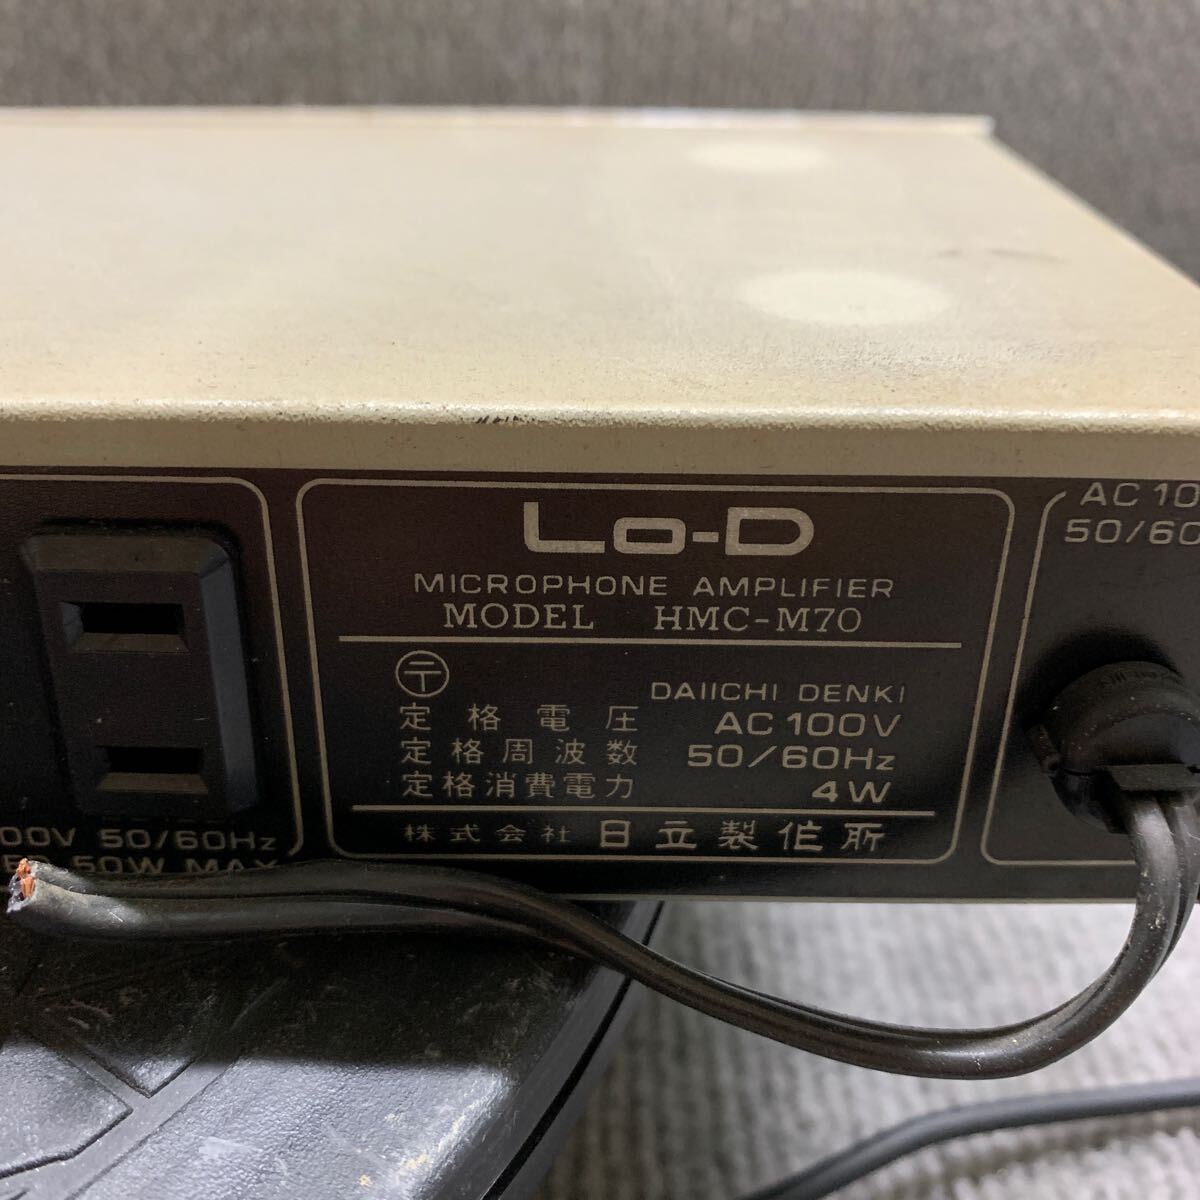 Lo-D
MICROPHONE AMPLIFIER
MODEL HMC-M70
〒 DAIICHI DENKI
定格電圧 AC 100V
定格周波数 50/60Hz
定格消費電力 4W
株式会社 日立製作所
00V 50/60Hz
50W MAX
AC 10
50/60